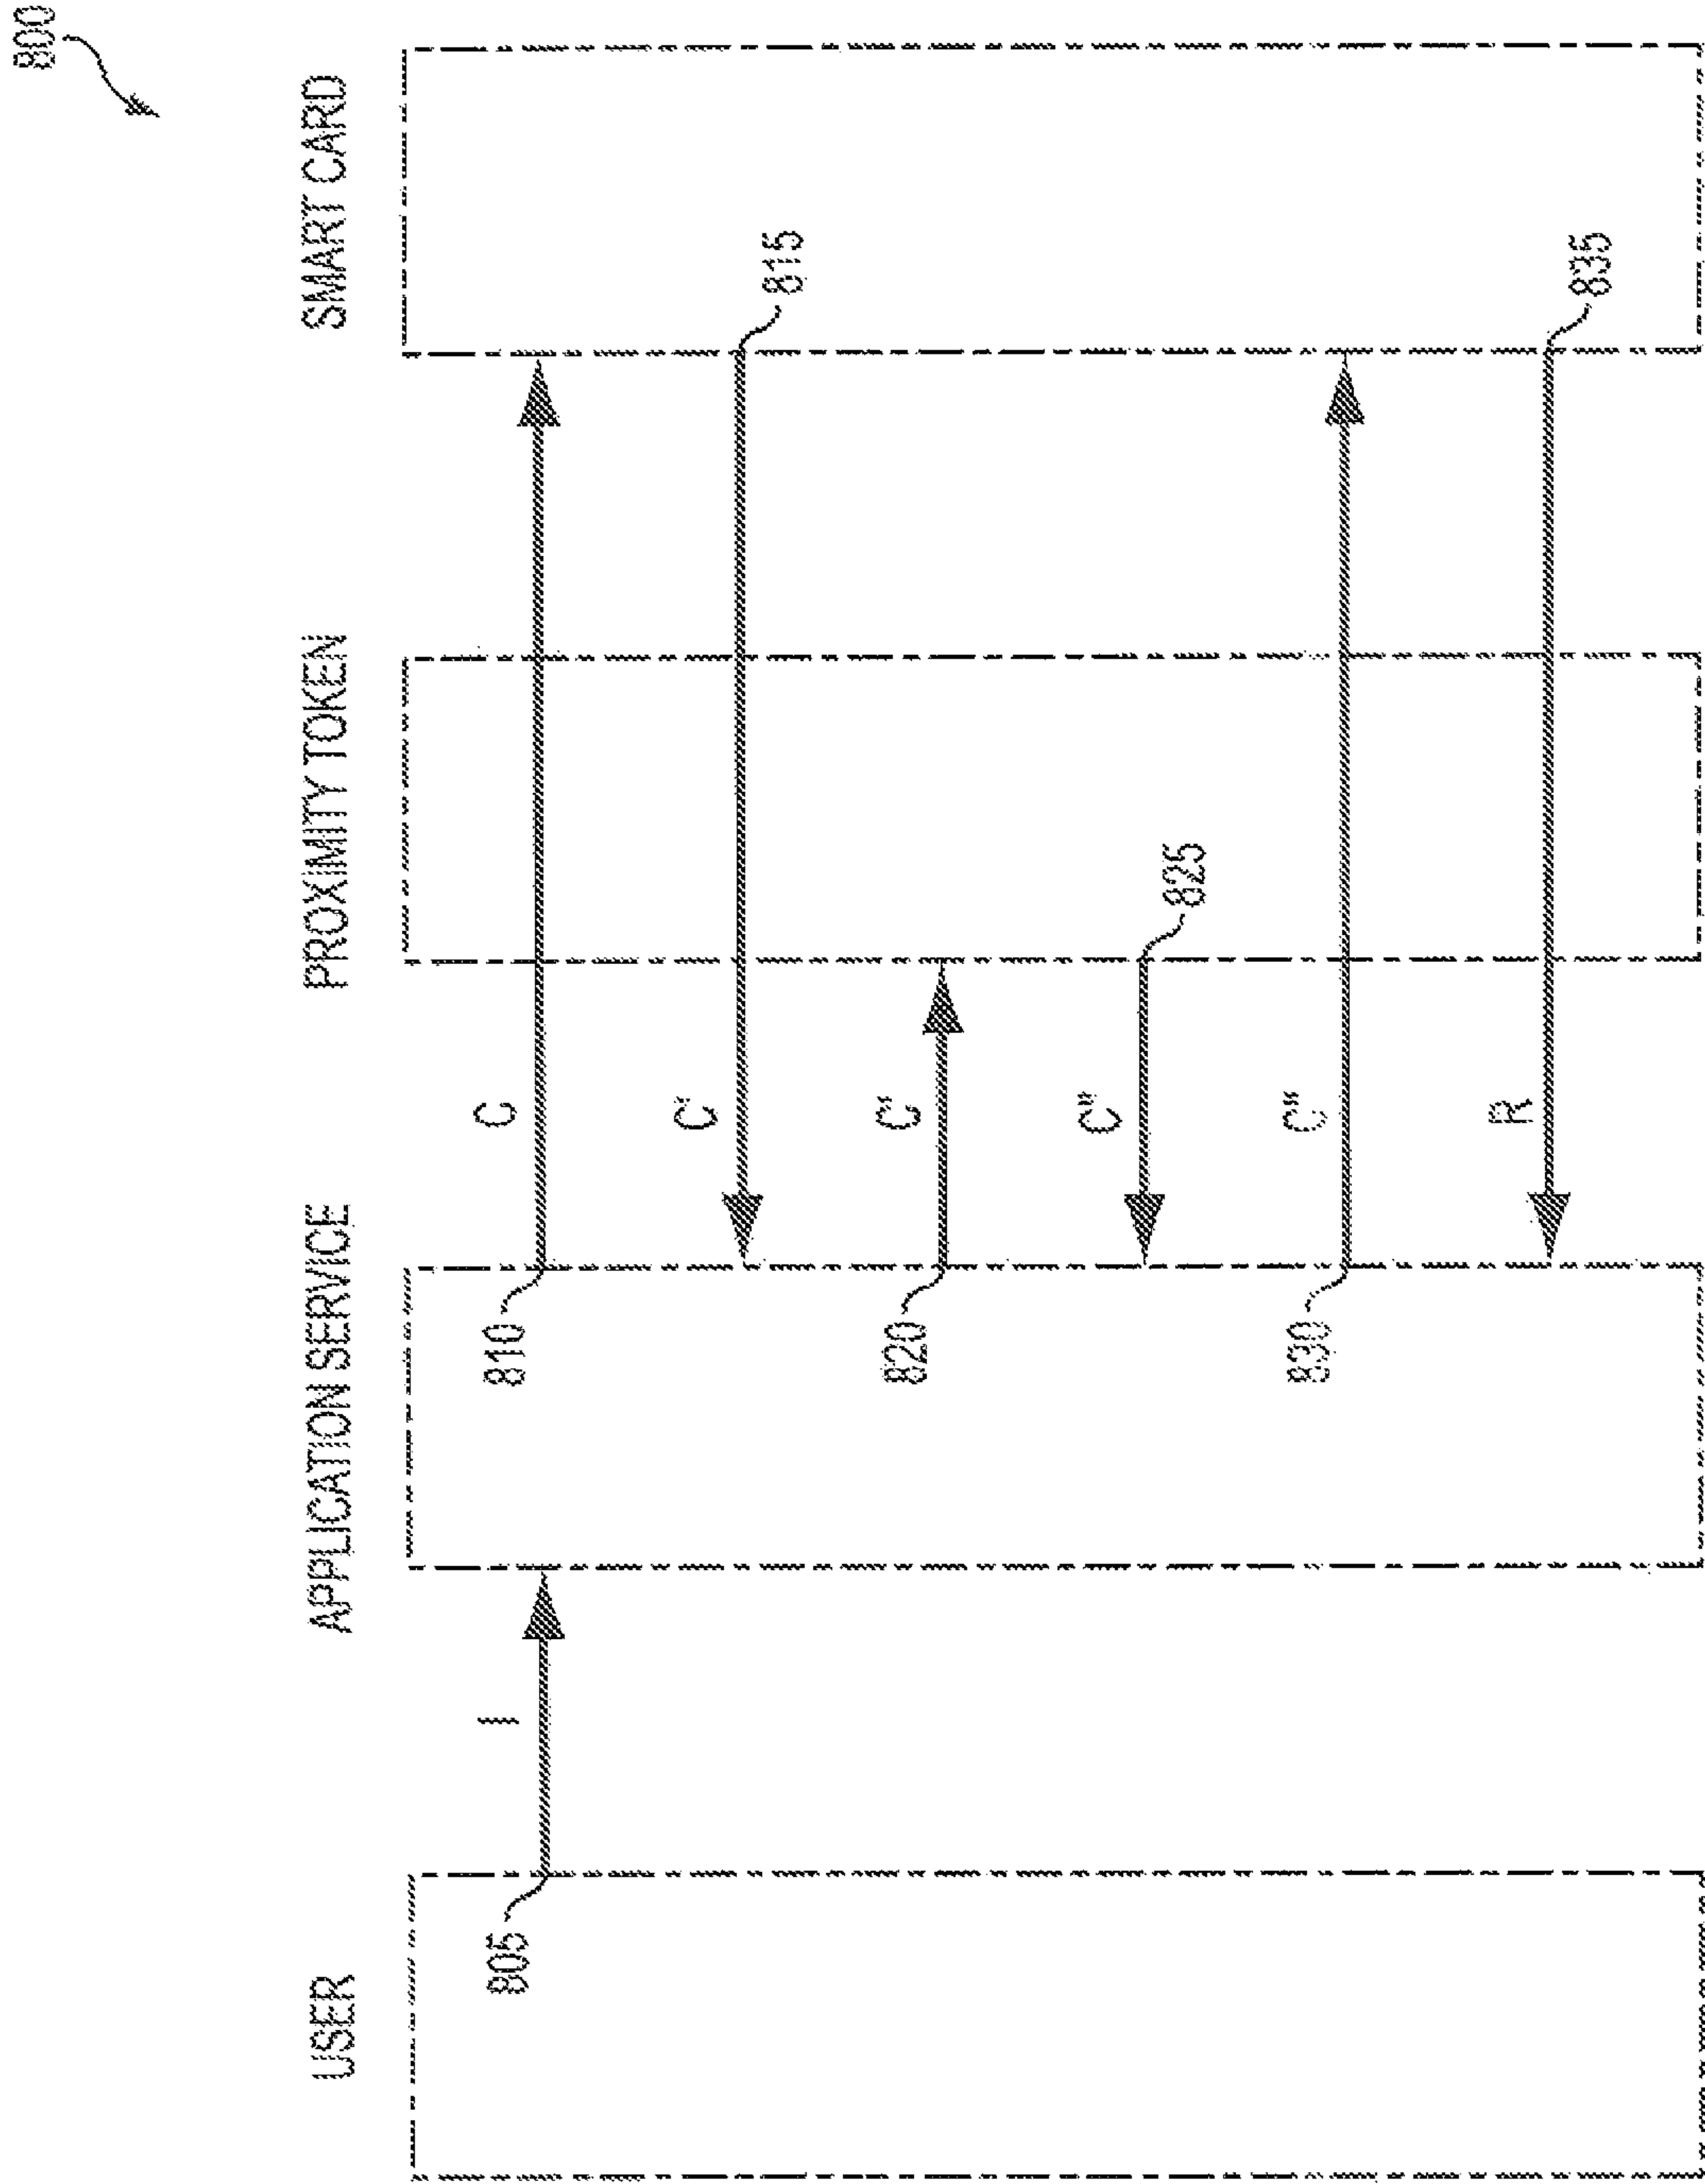 800
USER
APPLICATION SERVICE
PROXIMITY TOKEN
SMART CARD
805
I
810
C
C'
815
820
C'
C"
825
830
C"
R
835